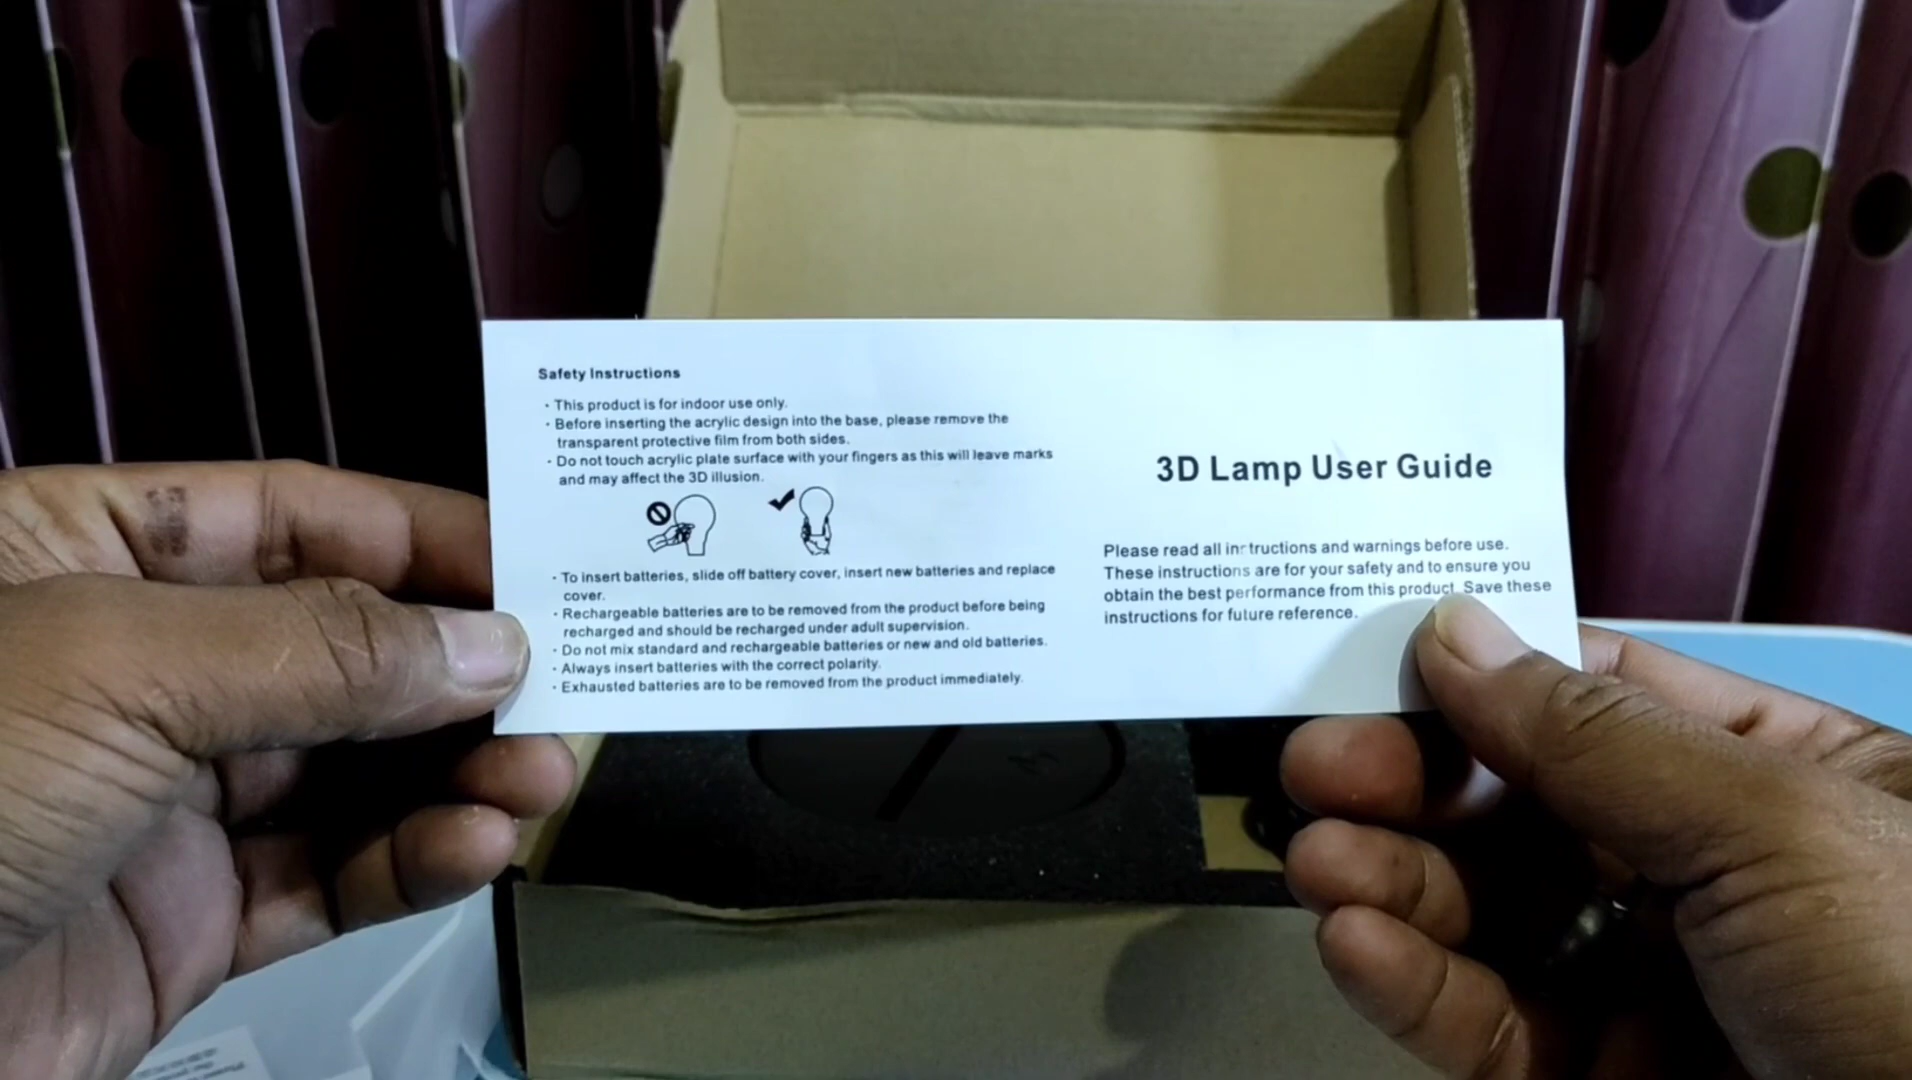 Safety Instructions
· This product is for indoor use only.
· Before inserting the acrylic design into the base, please remove the
transparent protective film from both sides.
· Do not touch acrylic plate surface with your fingers as this will leave marks
and may affect the 3D illusion.
· To insert batteries, slide off battery cover, insert new batteries and replace
cover.
· Rechargeable batteries are to be removed from the product before being
recharged and should be recharged under adult supervision.
· Do not mix standard and rechargeable batteries or new and old batteries.
· Always insert batteries with the correct polarity.
· Exhausted batteries are to be removed from the product immediately.
3D Lamp User Guide
Please read all instructions and warnings before use.
These instructions are for your safety and to ensure you
obtain the best performance from this product. Save these
instructions for future reference.